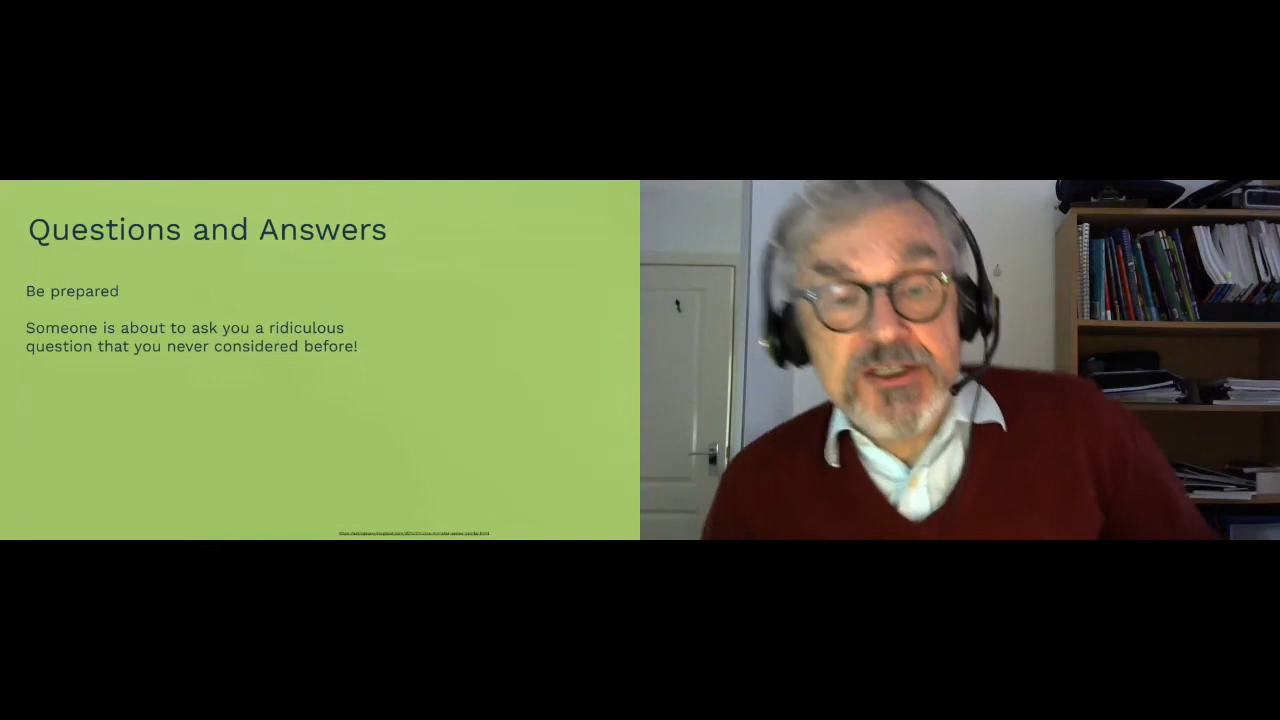 Questions and Answers
Be prepared
Someone is about to ask you a ridiculous
question that you never considered before!